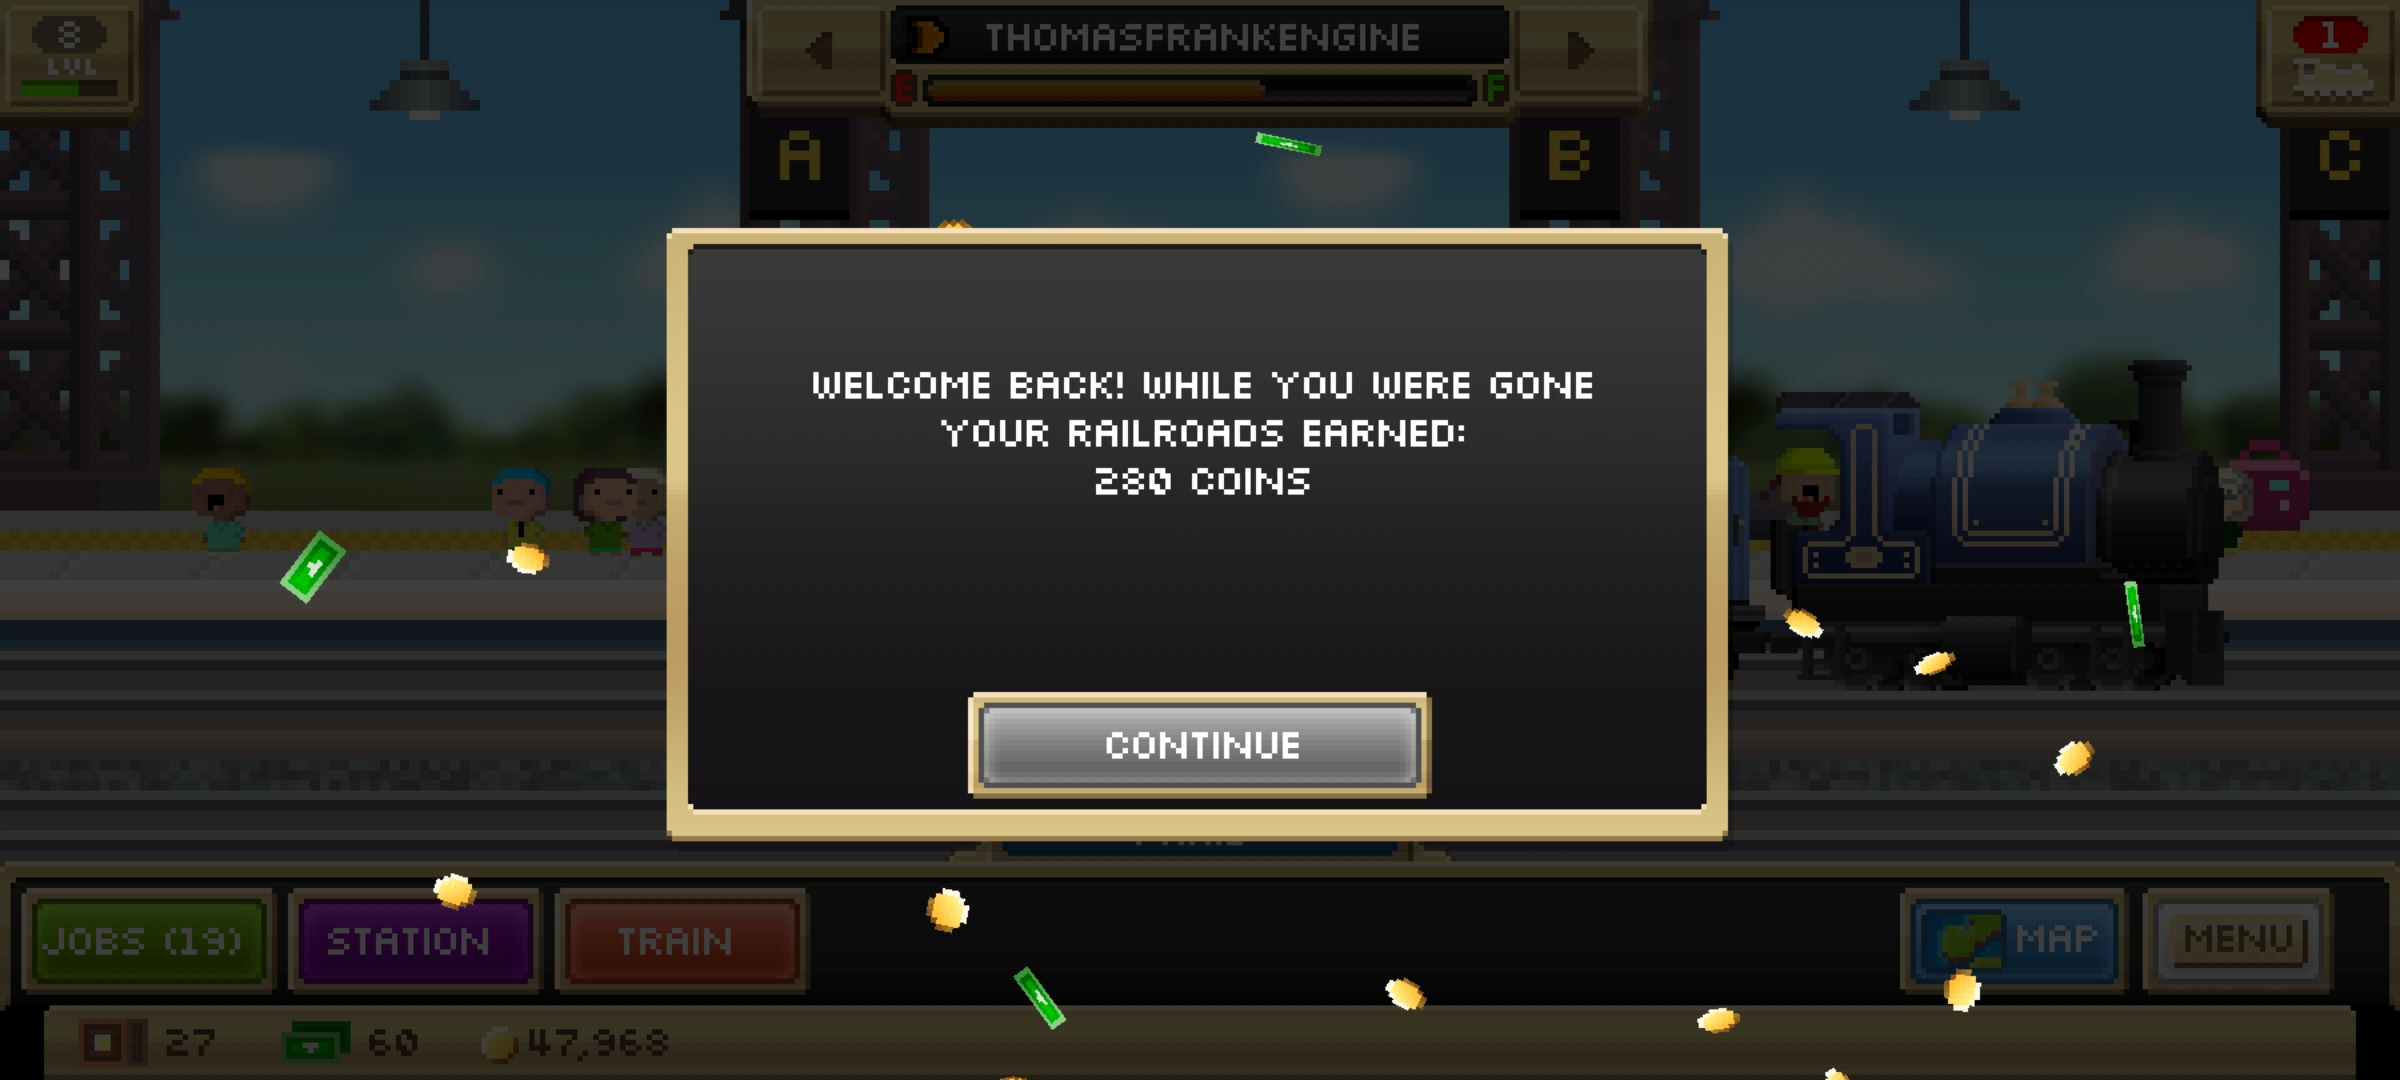 8
LVL
THOMASFRANKENGINE
E
F
1
A
B
C
WELCOME BACK! WHILE YOU WERE GONE
YOUR RAILROADS EARNED:
280 COINS
CONTINUE
JOBS (19)
STATION
TRAIN
MAP
MENU
27
60
47,968